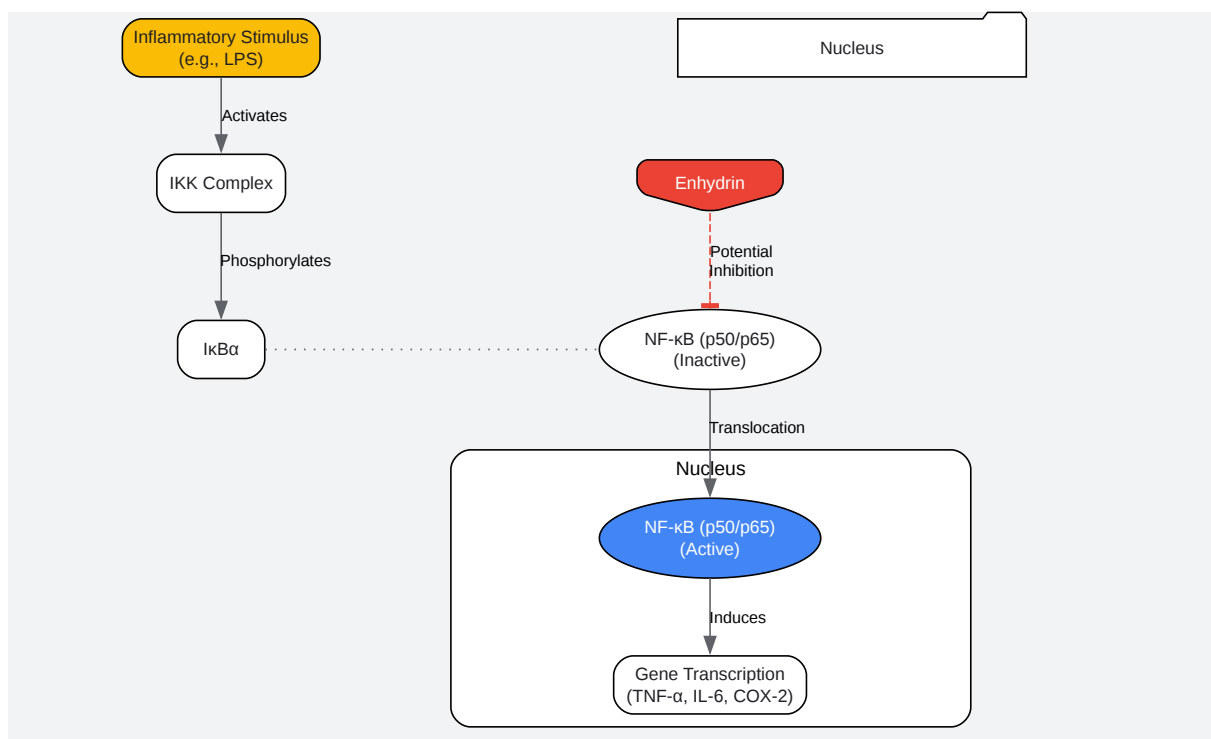 Inflammatory Stimulus
(e.g., LPS)
Nucleus
Activates
IKK Complex
Enhydrin
Phosphorylates
Potential
Inhibition
IκBα
NF-κB (p50/p65)
(Inactive)
Translocation
Nucleus
NF-κB (p50/p65)
(Active)
Induces
Gene Transcription
(TNF-α, IL-6, COX-2)